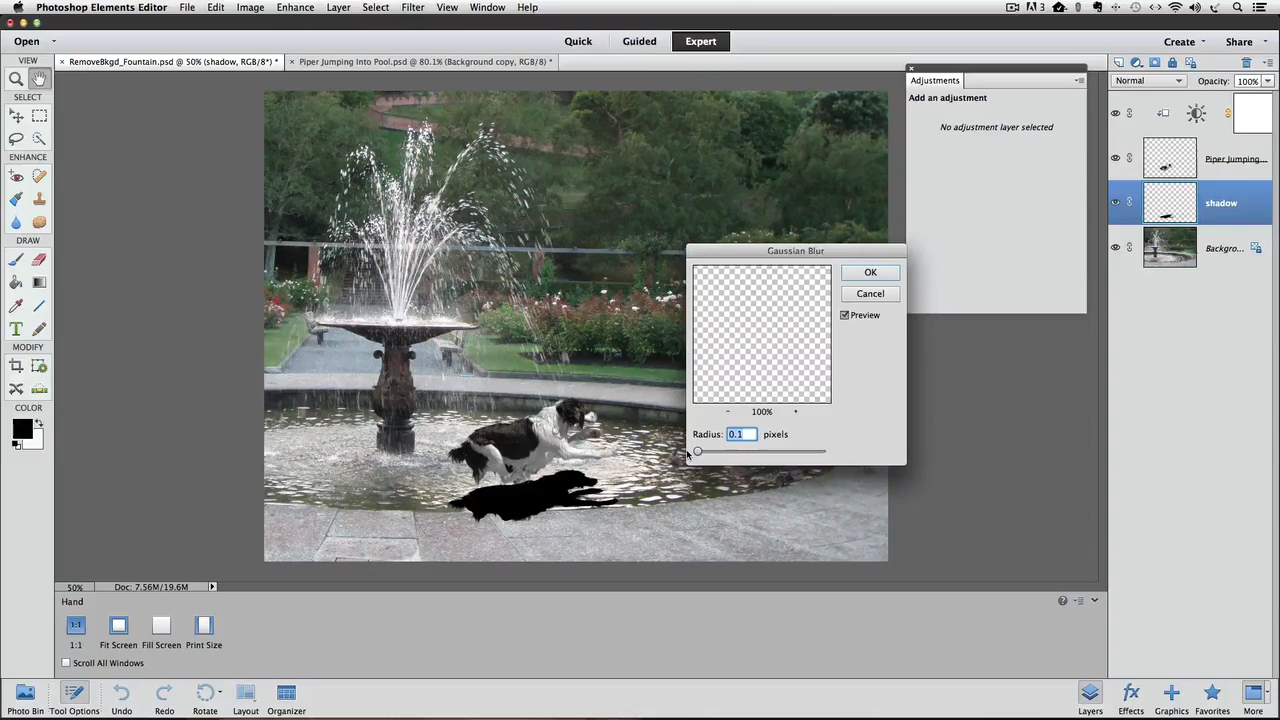 Photoshop Elements Editor File Edit Image Enhance Layer Select Filter View Window Help 3
Open Quick Guided Expert Create Share
VIEW × RemoveBkgd_Fountain.psd @ 50% (shadow, RGB/8*) * × Piper Jumping Into Pool.psd @ 80.1% (Background copy, RGB/8) *
Adjustments Normal Opacity: 100%
SELECT Add an adjustment
No adjustment layer selected
ENHANCE Piper Jumping...
shadow
DRAW Backgro...
Gaussian Blur
OK
Cancel
Preview
MODIFY
COLOR
− 100% +
Radius: 0.1 pixels
50% Doc: 7.56M/19.6M
Hand
1:1
1:1 Fit Screen Fill Screen Print Size
Scroll All Windows
Photo Bin Tool Options Undo Redo Rotate Layout Organizer Layers Effects Graphics Favorites More